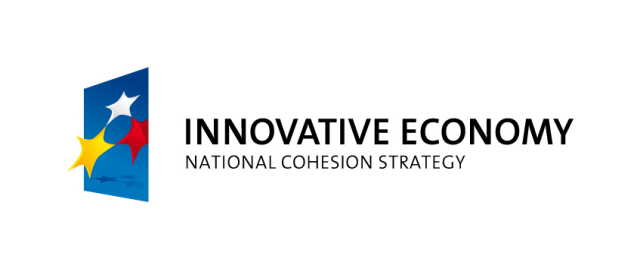 INNOVATIVE ECONOMY
NATIONAL COHESION STRATEGY